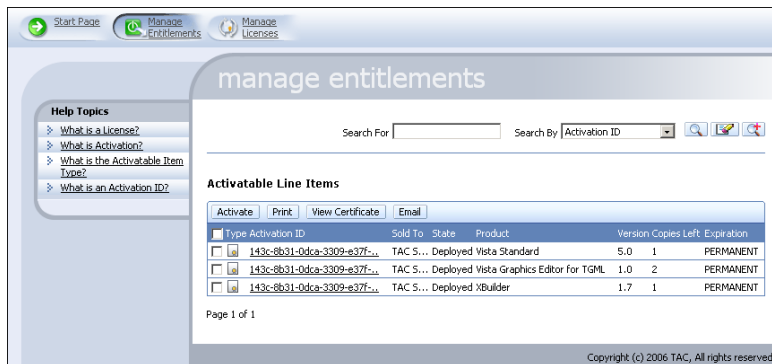 Start Page
Manage Entitlements
Manage Licenses
manage entitlements
Help Topics
What is a License?
What is Activation?
What is the Activatable Item Type?
What is an Activation ID?
Search For
Search By Activation ID
Activatable Line Items
Activate Print View Certificate Email
Type Activation ID Sold To State Product Version Copies Left Expiration
143c-8b31-0dca-3309-e37f-.. TAC S... Deployed Vista Standard 5.0 1 PERMANENT
143c-8b31-0dca-3309-e37f-.. TAC S... Deployed Vista Graphics Editor for TGML 1.0 2 PERMANENT
143c-8b31-0dca-3309-e37f-.. TAC S... Deployed XBuilder 1.7 1 PERMANENT
Page 1 of 1
Copyright (c) 2006 TAC, All rights reserved